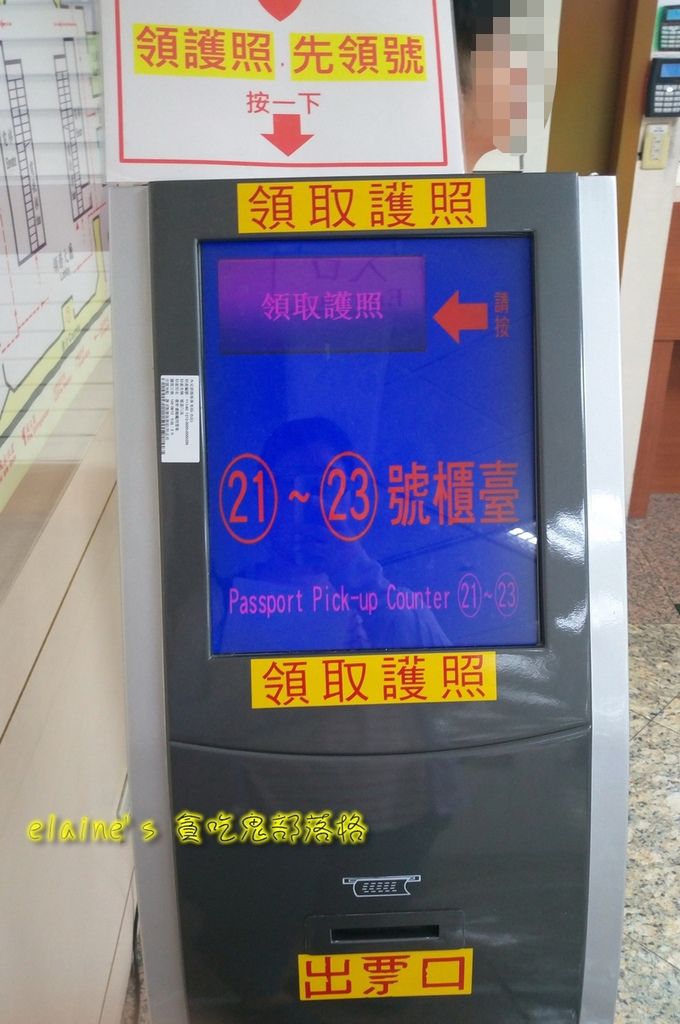 領護照.先領號
按一下
領取護照
領取護照
請按
21~23號櫃臺
Passport Pick-up Counter 21~23
領取護照
elaine's 貪吃鬼部落格
出票口